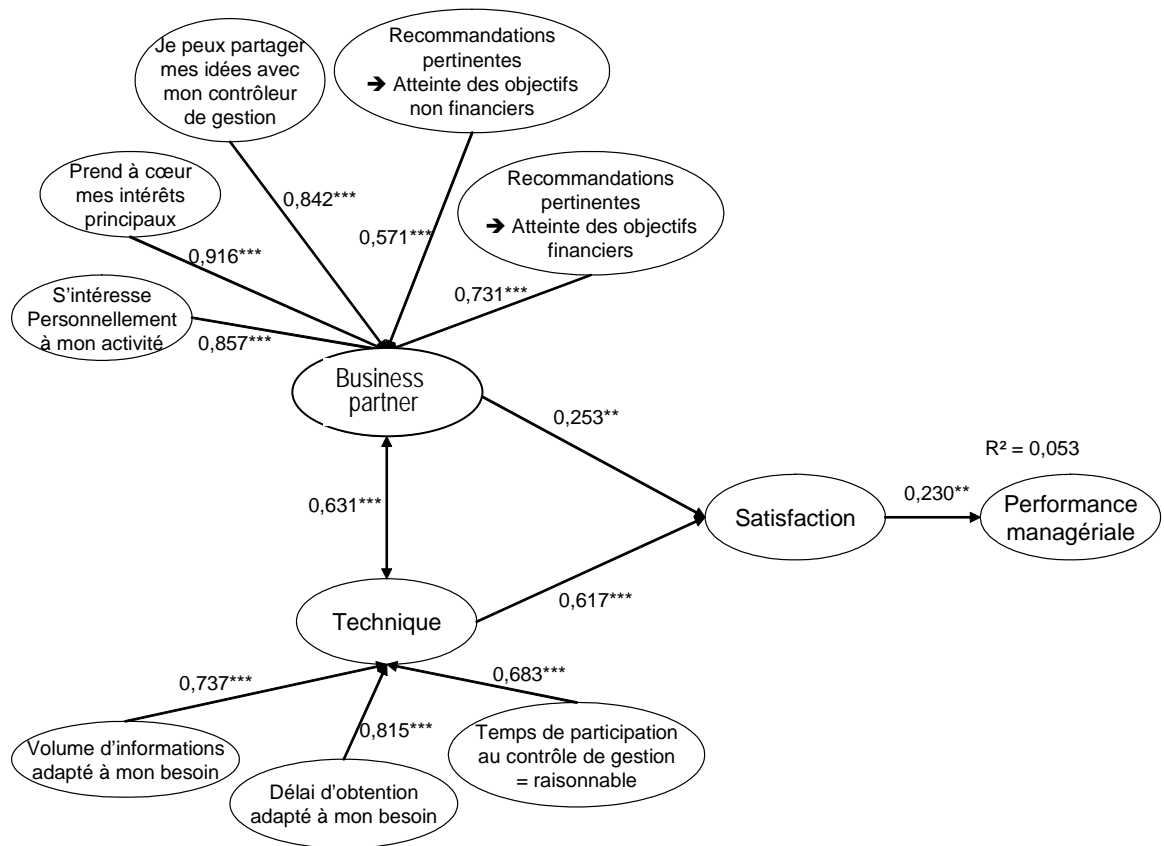 Je peux partager
mes idées avec
mon contrôleur
de gestion
Recommandations
pertinentes
➔ Atteinte des objectifs
non financiers
Prend à cœur
mes intérêts
principaux
Recommandations
pertinentes
➔ Atteinte des objectifs
financiers
S’intéresse
Personnellement
à mon activité
0,842***
0,571***
0,916***
0,731***
0,857***
Business
partner
0,253**
R² = 0,053
0,631***
Satisfaction
0,230**
Performance
managériale
0,617***
Technique
0,737***
0,683***
0,815***
Volume d’informations
adapté à mon besoin
Délai d’obtention
adapté à mon besoin
Temps de participation
au contrôle de gestion
= raisonnable